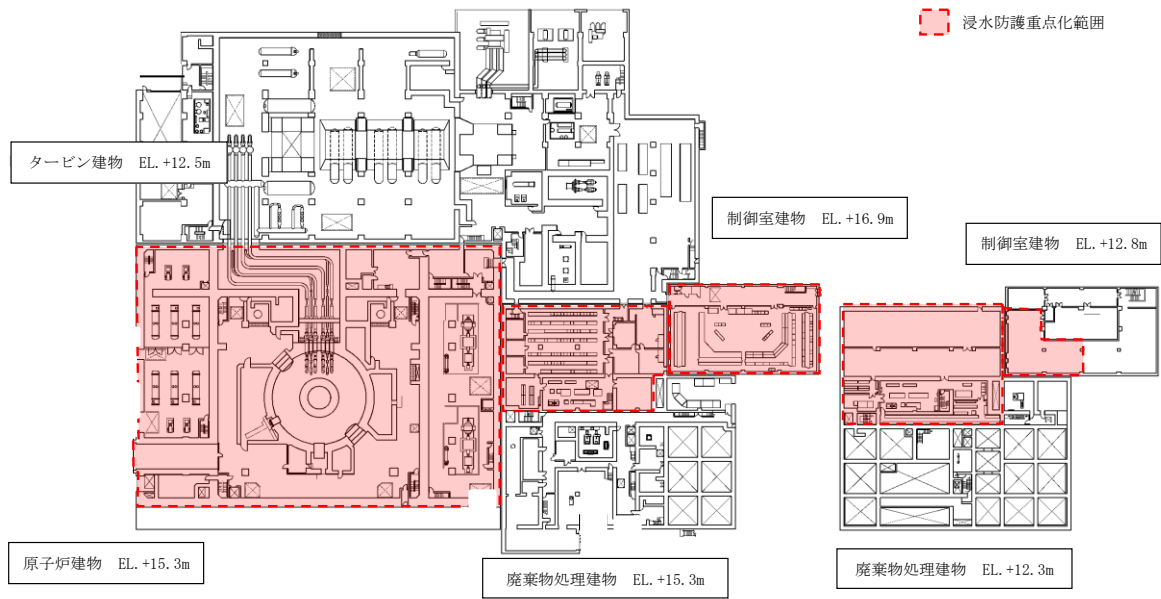 浸水防護重点化範囲
タービン建物　EL.+12.5m
制御室建物　EL.+16.9m
制御室建物　EL.+12.8m
原子炉建物　EL.+15.3m
廃棄物処理建物　EL.+15.3m
廃棄物処理建物　EL.+12.3m